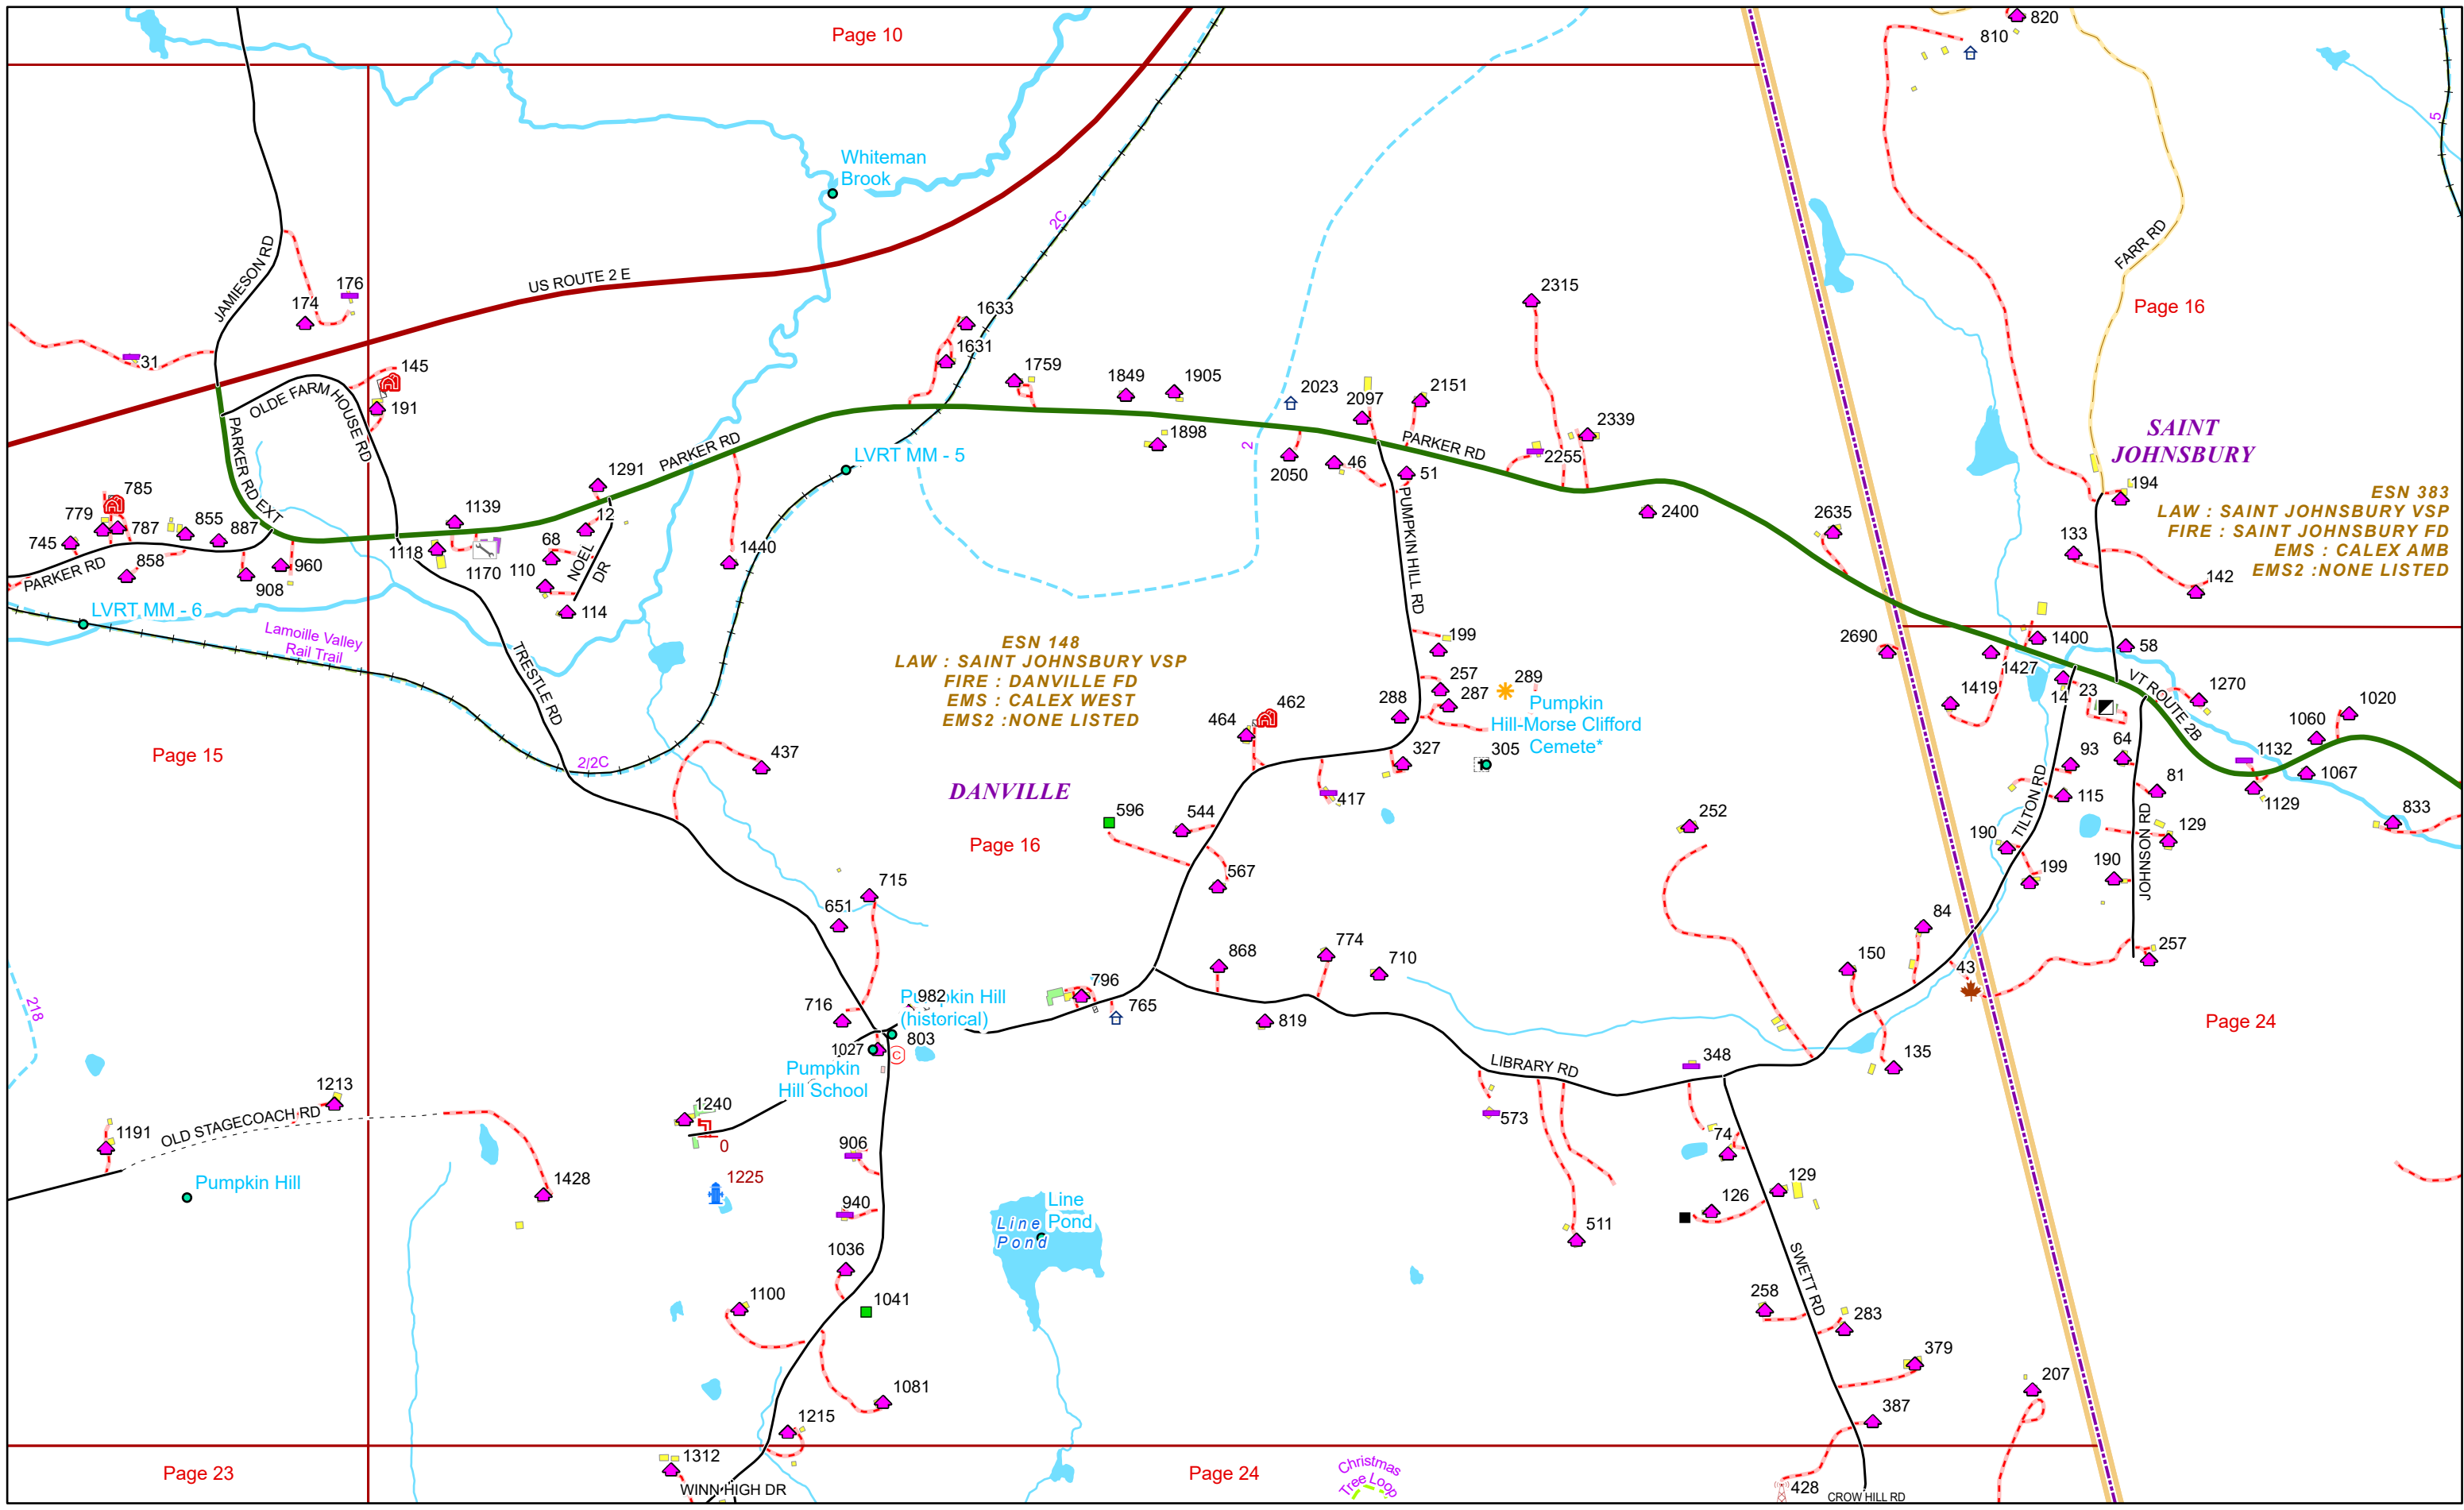 Page 10
820
810
5
Whiteman
Brook
2C
JAMIESON RD
FARR RD
US ROUTE 2 E
176
174
2315
Page 16
1633
31
1631
145
1759
1849
1905
2023
2097
2151
OLDE FARM HOUSE RD
191
2339
SAINT
JOHNSBURY
PARKER RD EXT
PARKER RD
1898
2
PARKER RD
LVRT MM - 5
2255
1291
2050
46
51
194
785
ESN 383
LAW : SAINT JOHNSBURY VSP
FIRE : SAINT JOHNSBURY FD
EMS : CALEX AMB
EMS2 :NONE LISTED
779
787
855
887
1139
12
2400
2635
745
1118
68
1440
133
858
960
1170
110
NOEL
DR
PUMPKIN HILL RD
142
PARKER RD
908
114
LVRT MM - 6
Lamoille Valley
Rail Trail
ESN 148
LAW : SAINT JOHNSBURY VSP
FIRE : DANVILLE FD
EMS : CALEX WEST
EMS2 :NONE LISTED
199
2690
1400
58
1427
TRESTLE RD
257
289
287
288
Pumpkin
Hill-Morse Clifford
Cemete*
1419
14
23
VT ROUTE 2B
1270
1020
464
462
1060
Page 15
437
327
305
93
64
1132
2/2C
1067
81
DANVILLE
417
115
1129
596
544
252
TILTON RD
833
Page 16
190
129
JOHNSON RD
567
199
190
715
651
84
868
774
710
150
257
43
218
716
Pumpkin Hill
(historical)
982
796
765
819
Page 24
1027
803
Pumpkin
Hill School
LIBRARY RD
348
135
1213
1240
573
OLD STAGECOACH RD
1191
0
906
74
1225
Pumpkin Hill
1428
129
126
940
Line
Pond
Line
Pond
511
1036
SWETT RD
1100
1041
258
283
379
207
1081
387
1215
1312
Page 23
Page 24
Christmas
Tree Loop
WINN HIGH DR
428
CROW HILL RD